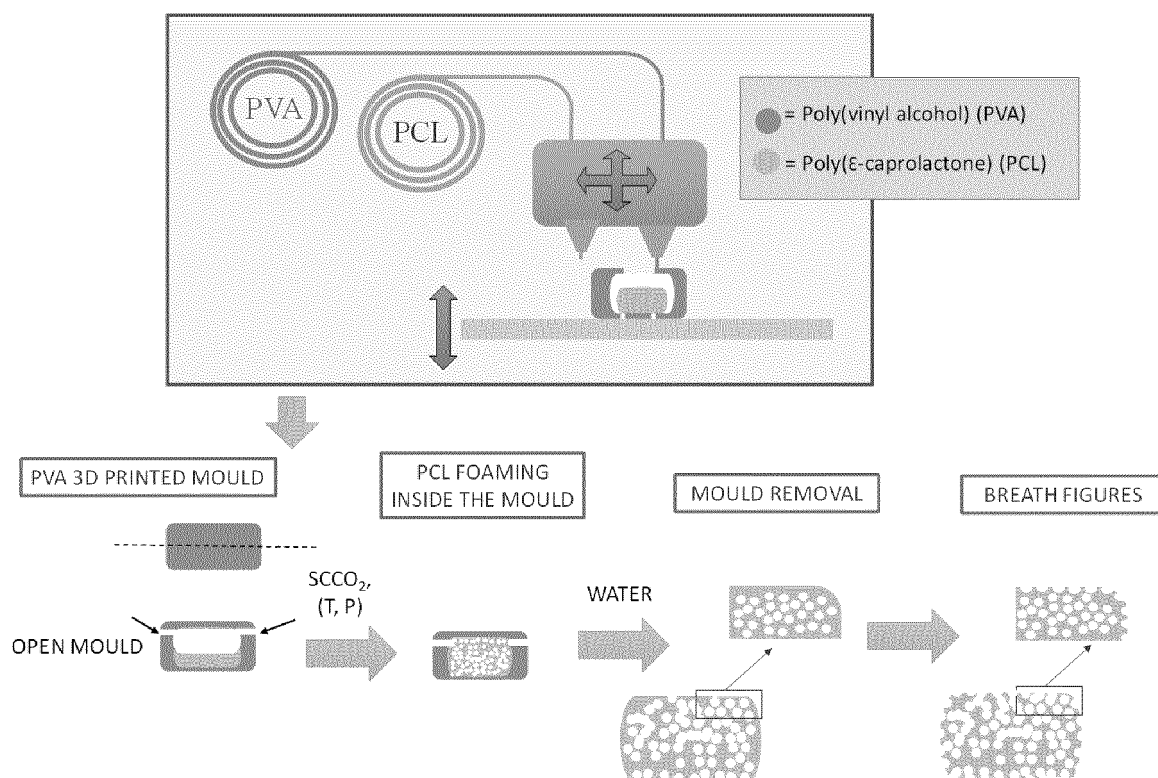 PVA
PCL
= Poly(vinyl alcohol) (PVA)
= Poly(ε-caprolactone) (PCL)
PVA 3D PRINTED MOULD
PCL FOAMING
INSIDE THE MOULD
MOULD REMOVAL
BREATH FIGURES
SCCO₂,
(T, P)
WATER
OPEN MOULD